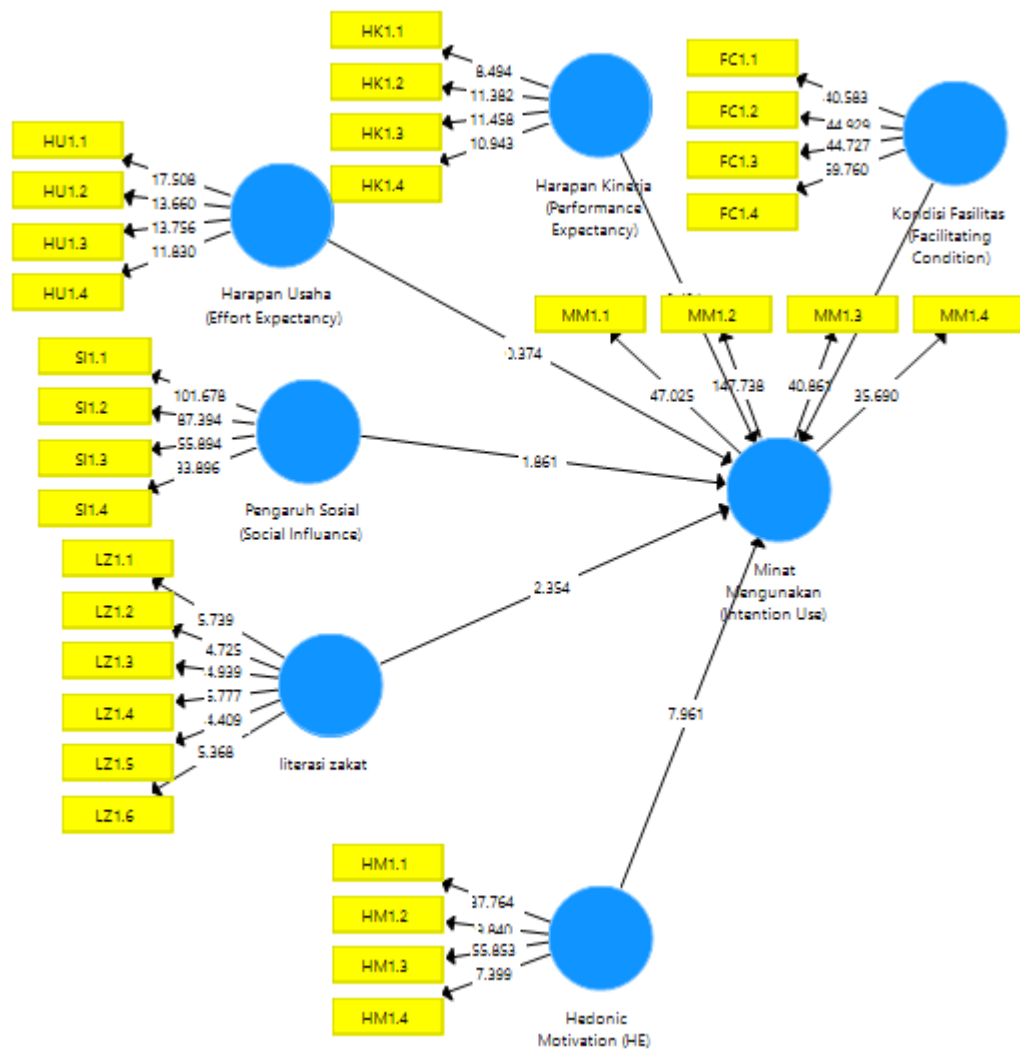 HK1.1
HK1.2
HK1.3
HK1.4
8.494
11.382
11.458
10.943
Harapan Kinerja
(Performance
Expectancy)
FC1.1
FC1.2
FC1.3
FC1.4
40.583
44.929
44.727
Kondisi Fasilitas
(Facilitating
Condition)
HU1.1
HU1.2
HU1.3
HU1.4
17.508
13.660
13.756
11.830
Harapan Usaha
(Effort Expectancy)
0.374
MM1.1
MM1.2
MM1.3
MM1.4
47.025
147.738
40.861
35.690
SI1.1
SI1.2
SI1.3
SI1.4
101.678
87.394
55.894
33.896
Pengaruh Sosial
(Social Influence)
1.861
Minat
Mengunakan
(Intention Use)
LZ1.1
LZ1.2
LZ1.3
LZ1.4
LZ1.5
LZ1.6
5.739
4.725
4.939
4.409
5.368
literasi zakat
2.354
7.961
HM1.1
HM1.2
HM1.3
HM1.4
37.764
55.853
7.399
Hedonic
Motivation (HE)